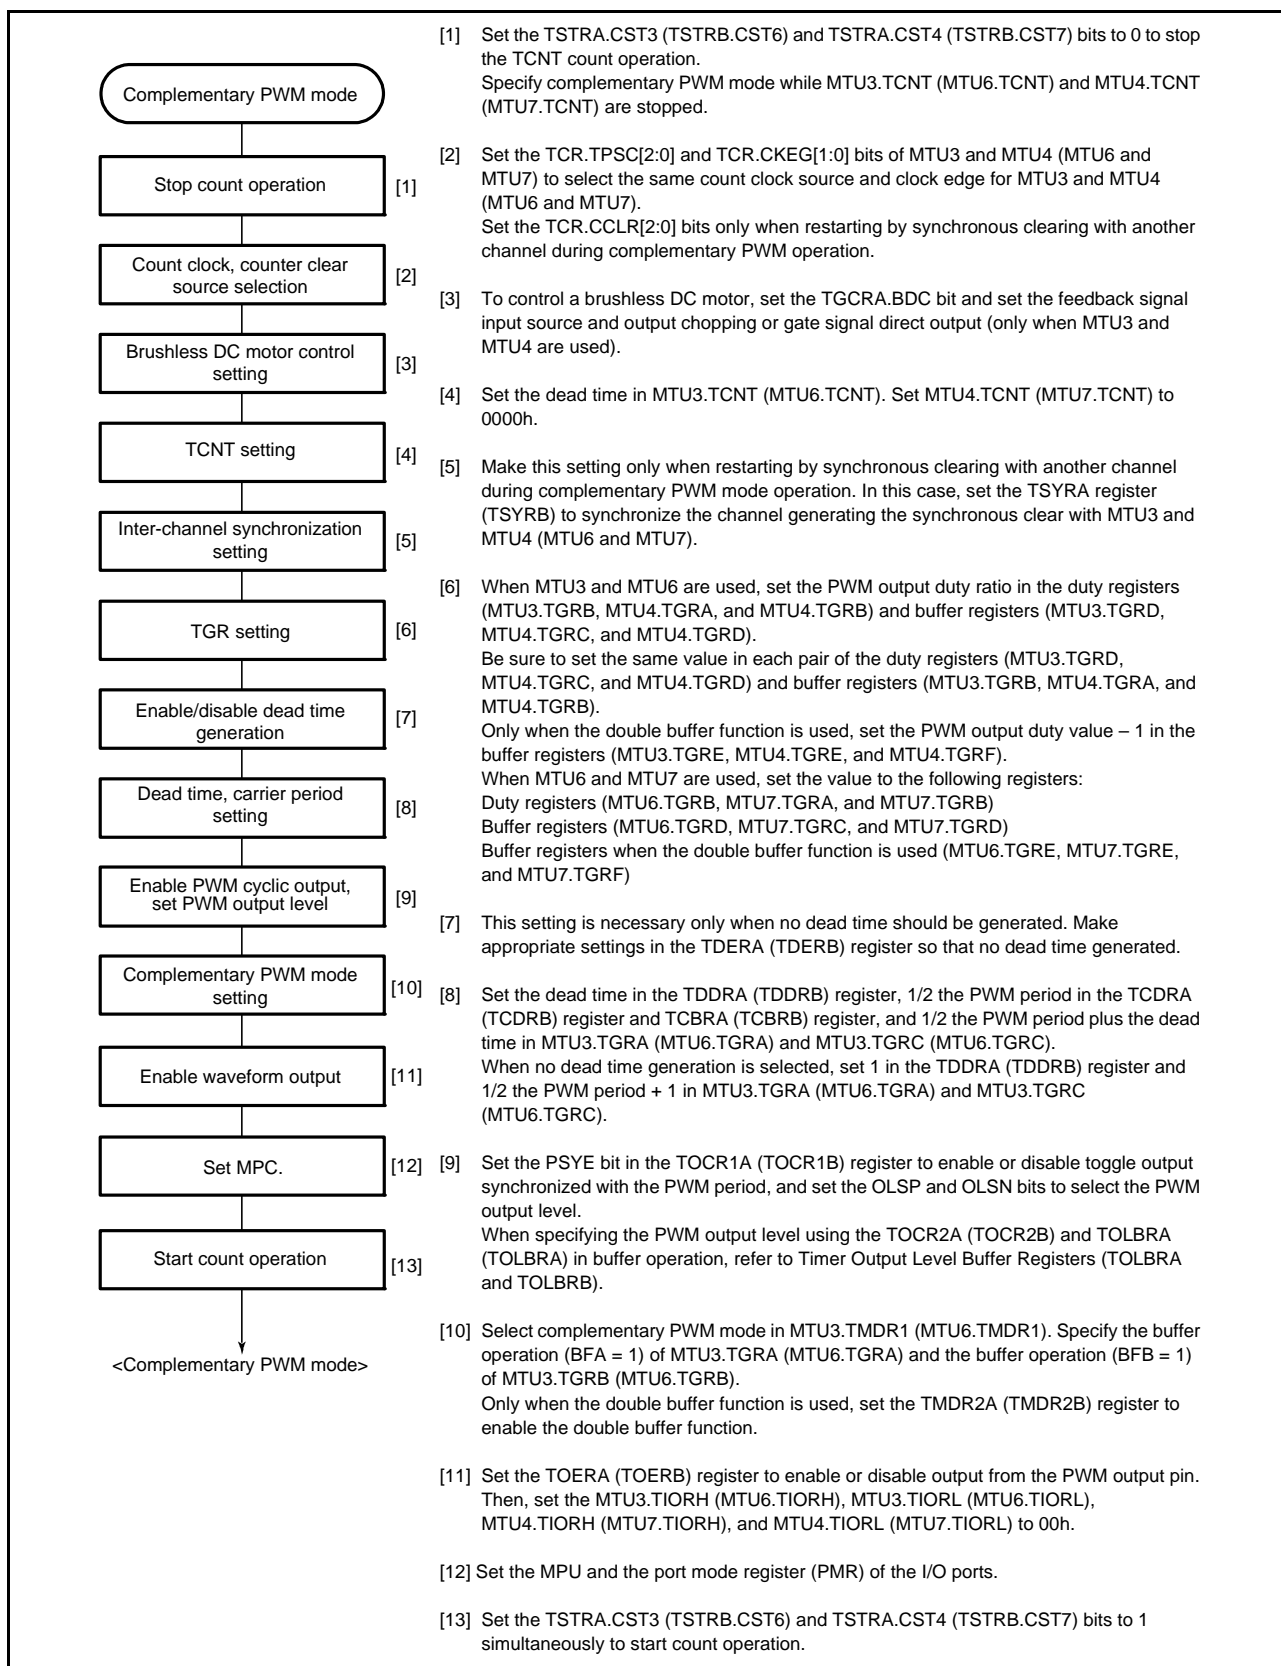 Complementary PWM mode
Stop count operation
[1]
Count clock, counter clear
source selection
[2]
Brushless DC motor control
setting
[3]
TCNT setting
[4]
Inter-channel synchronization
setting
[5]
TGR setting
[6]
Enable/disable dead time
generation
[7]
Dead time, carrier period
setting
[8]
Enable PWM cyclic output,
set PWM output level
[9]
Complementary PWM mode
setting
[10]
Enable waveform output
[11]
Set MPC.
[12]
Start count operation
[13]
<Complementary PWM mode>
[1] Set the TSTRA.CST3 (TSTRB.CST6) and TSTRA.CST4 (TSTRB.CST7) bits to 0 to stop
the TCNT count operation.
Specify complementary PWM mode while MTU3.TCNT (MTU6.TCNT) and MTU4.TCNT
(MTU7.TCNT) are stopped.
[2] Set the TCR.TPSC[2:0] and TCR.CKEG[1:0] bits of MTU3 and MTU4 (MTU6 and
MTU7) to select the same count clock source and clock edge for MTU3 and MTU4
(MTU6 and MTU7).
Set the TCR.CCLR[2:0] bits only when restarting by synchronous clearing with another
channel during complementary PWM operation.
[3] To control a brushless DC motor, set the TGCRA.BDC bit and set the feedback signal
input source and output chopping or gate signal direct output (only when MTU3 and
MTU4 are used).
[4] Set the dead time in MTU3.TCNT (MTU6.TCNT). Set MTU4.TCNT (MTU7.TCNT) to
0000h.
[5] Make this setting only when restarting by synchronous clearing with another channel
during complementary PWM mode operation. In this case, set the TSYRA register
(TSYRB) to synchronize the channel generating the synchronous clear with MTU3 and
MTU4 (MTU6 and MTU7).
[6] When MTU3 and MTU6 are used, set the PWM output duty ratio in the duty registers
(MTU3.TGRB, MTU4.TGRA, and MTU4.TGRB) and buffer registers (MTU3.TGRD,
MTU4.TGRC, and MTU4.TGRD).
Be sure to set the same value in each pair of the duty registers (MTU3.TGRD,
MTU4.TGRC, and MTU4.TGRD) and buffer registers (MTU3.TGRB, MTU4.TGRA, and
MTU4.TGRB).
Only when the double buffer function is used, set the PWM output duty value – 1 in the
buffer registers (MTU3.TGRE, MTU4.TGRE, and MTU4.TGRF).
When MTU6 and MTU7 are used, set the value to the following registers:
Duty registers (MTU6.TGRB, MTU7.TGRA, and MTU7.TGRB)
Buffer registers (MTU6.TGRD, MTU7.TGRC, and MTU7.TGRD)
Buffer registers when the double buffer function is used (MTU6.TGRE, MTU7.TGRE,
and MTU7.TGRF)
[7] This setting is necessary only when no dead time should be generated. Make
appropriate settings in the TDERA (TDERB) register so that no dead time generated.
[8] Set the dead time in the TDDRA (TDDRB) register, 1/2 the PWM period in the TCDRA
(TCDRB) register and TCBRA (TCBRB) register, and 1/2 the PWM period plus the dead
time in MTU3.TGRA (MTU6.TGRA) and MTU3.TGRC (MTU6.TGRC).
When no dead time generation is selected, set 1 in the TDDRA (TDDRB) register and
1/2 the PWM period + 1 in MTU3.TGRA (MTU6.TGRA) and MTU3.TGRC
(MTU6.TGRC).
[9] Set the PSYE bit in the TOCR1A (TOCR1B) register to enable or disable toggle output
synchronized with the PWM period, and set the OLSP and OLSN bits to select the PWM
output level.
When specifying the PWM output level using the TOCR2A (TOCR2B) and TOLBRA
(TOLBRA) in buffer operation, refer to Timer Output Level Buffer Registers (TOLBRA
and TOLBRB).
[10] Select complementary PWM mode in MTU3.TMDR1 (MTU6.TMDR1). Specify the buffer
operation (BFA = 1) of MTU3.TGRA (MTU6.TGRA) and the buffer operation (BFB = 1)
of MTU3.TGRB (MTU6.TGRB).
Only when the double buffer function is used, set the TMDR2A (TMDR2B) register to
enable the double buffer function.
[11] Set the TOERA (TOERB) register to enable or disable output from the PWM output pin.
Then, set the MTU3.TIORH (MTU6.TIORH), MTU3.TIORL (MTU6.TIORL),
MTU4.TIORH (MTU7.TIORH), and MTU4.TIORL (MTU7.TIORL) to 00h.
[12] Set the MPU and the port mode register (PMR) of the I/O ports.
[13] Set the TSTRA.CST3 (TSTRB.CST6) and TSTRA.CST4 (TSTRB.CST7) bits to 1
simultaneously to start count operation.